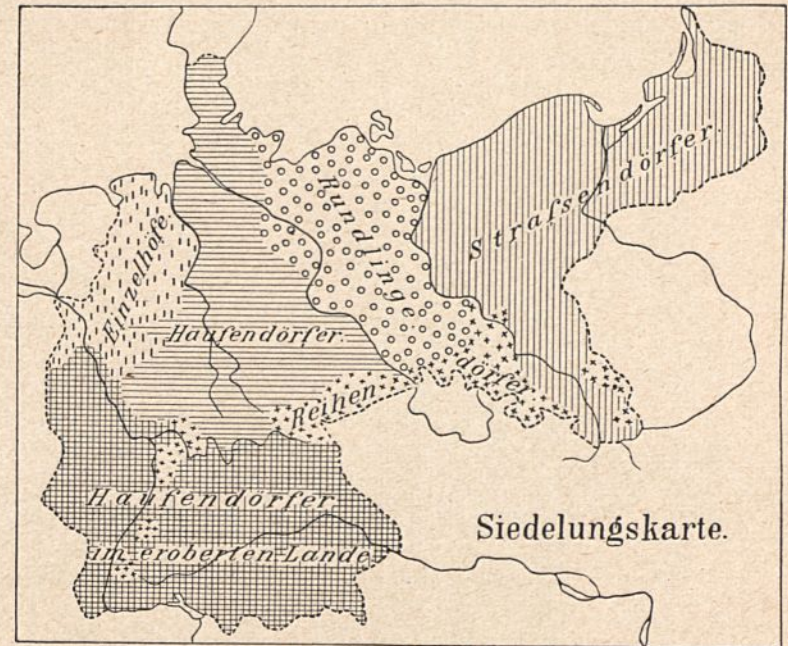 Strafsendörfer.
Rundlinge.
Einzelhöfe.
Haufendörfer.
Reihen
dörfer
Haufendörfer
im eroberten Lande
Siedelungskarte.